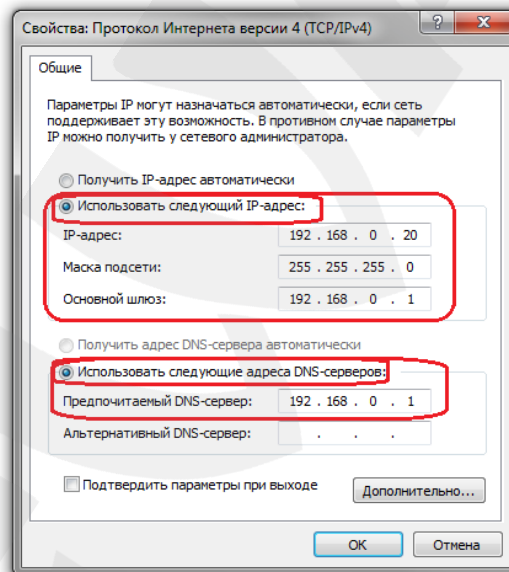 Свойства: Протокол Интернета версии 4 (TCP/IPv4)
Общие
Параметры IP могут назначаться автоматически, если сеть
поддерживает эту возможность. В противном случае параметры
IP можно получить у сетевого администратора.
Получить IP-адрес автоматически
Использовать следующий IP-адрес:
IP-адрес: 192 . 168 . 0 . 20
Маска подсети: 255 . 255 . 255 . 0
Основной шлюз: 192 . 168 . 0 . 1
Получить адрес DNS-сервера автоматически
Использовать следующие адреса DNS-серверов:
Предпочитаемый DNS-сервер: 192 . 168 . 0 . 1
Альтернативный DNS-сервер: . . .
Подтвердить параметры при выходе
Дополнительно...
ОК Отмена